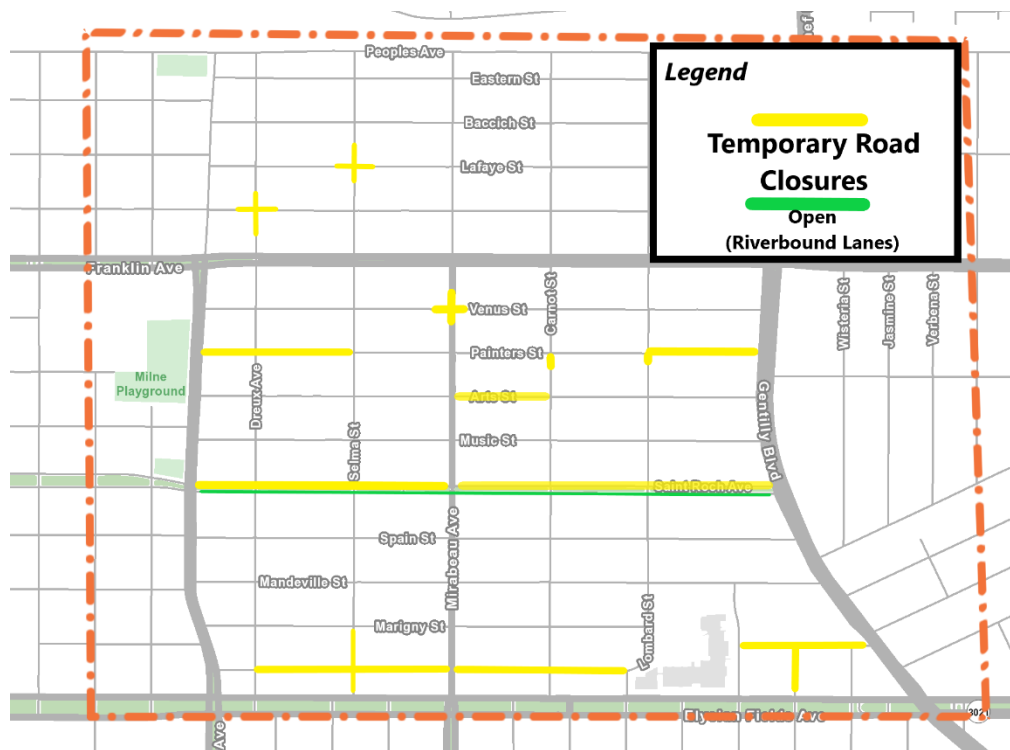 Peoples Ave
Eastern St
Baccich St
Lafaye St
Legend
Temporary Road
Closures
Open
(Riverbound Lanes)
Franklin Ave
Venus St
Carnot St
Wisteria St
Jasmine St
Verbena St
Painters St
Milne
Playground
Dreux Ave
Arts St
Gentilly Blvd
Music St
Selma St
Saint Roch Ave
Mirabeau Ave
Spain St
Mandeville St
Marigny St
Lombard St
Elysian Fields Ave
3021
Ave